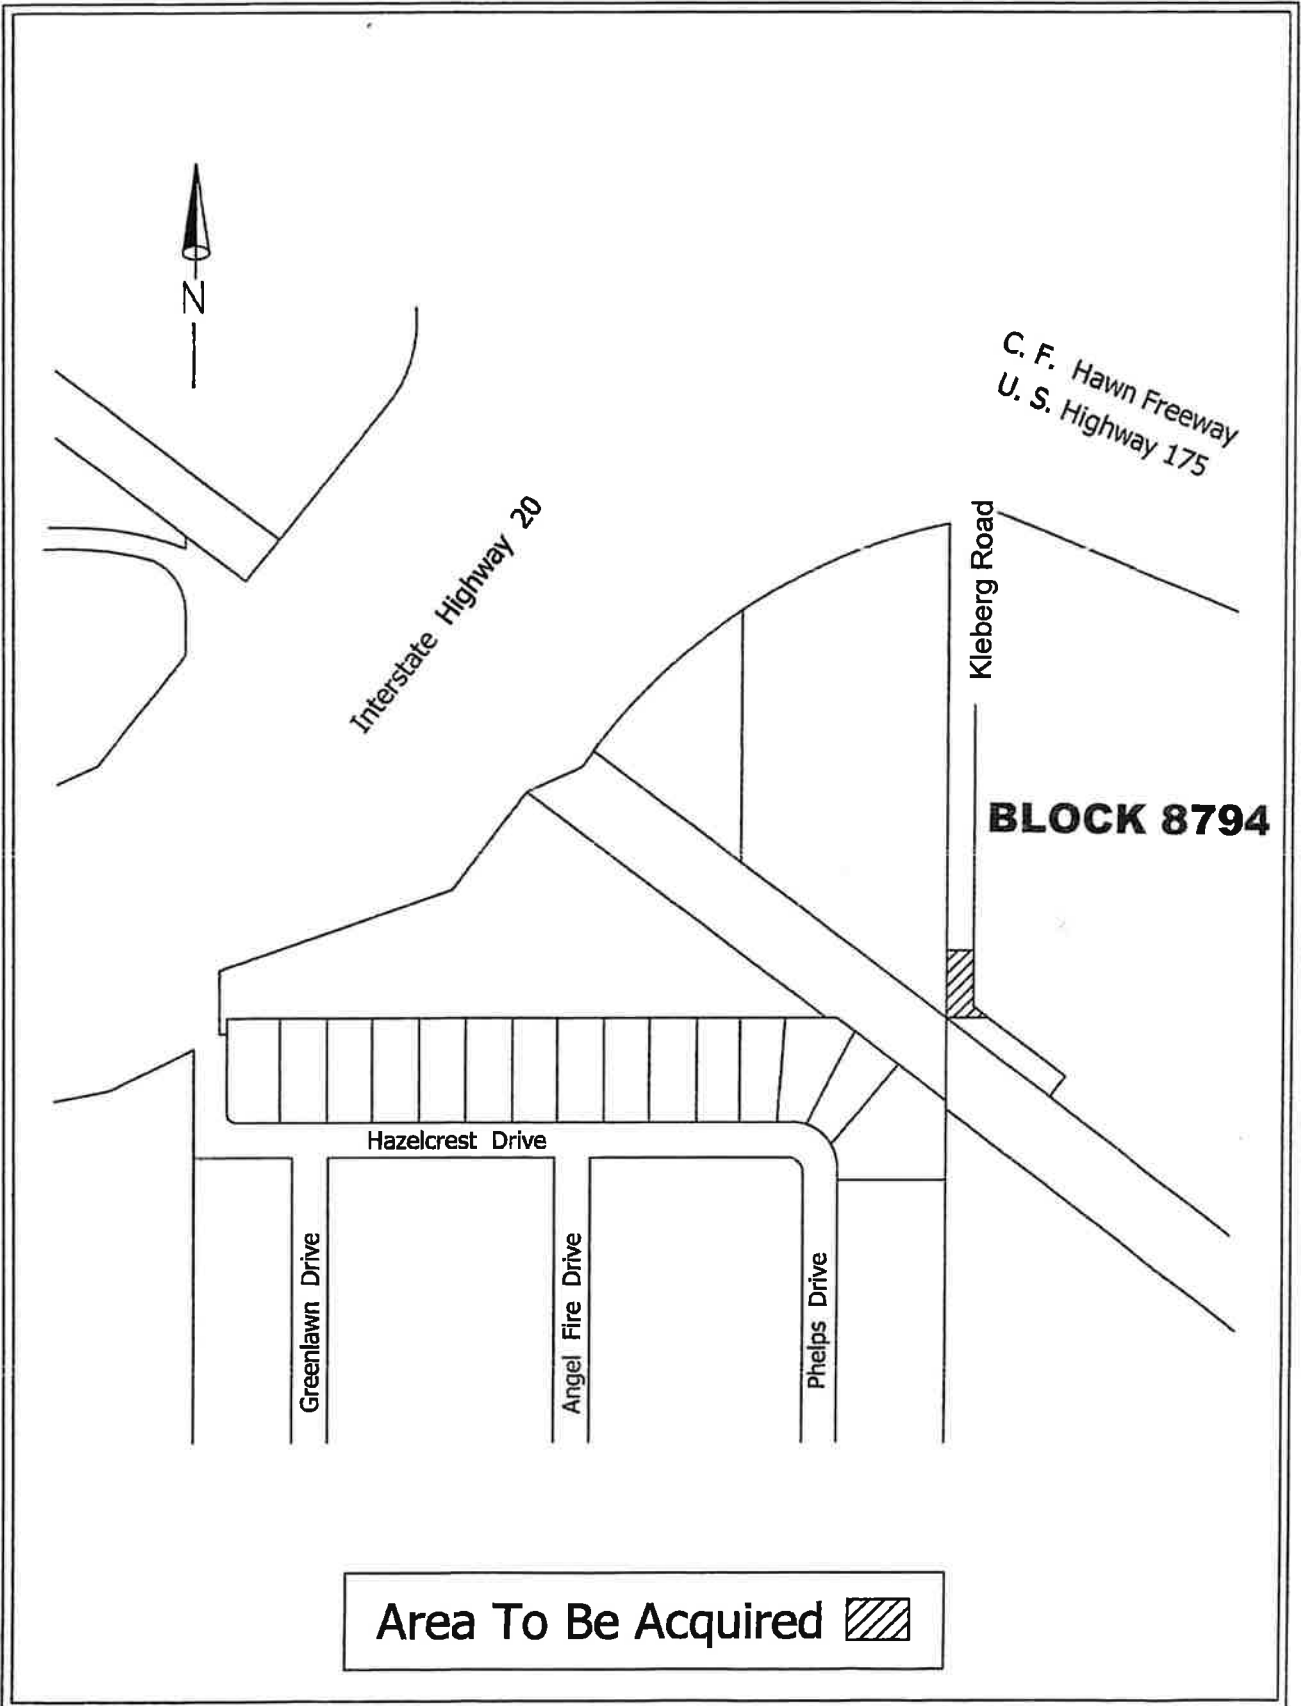 N
C. F. Hawn Freeway
U. S. Highway 175
Interstate Highway 20
Kleberg Road
BLOCK 8794
Hazelcrest Drive
Greenlawn Drive
Angel Fire Drive
Phelps Drive
Area To Be Acquired